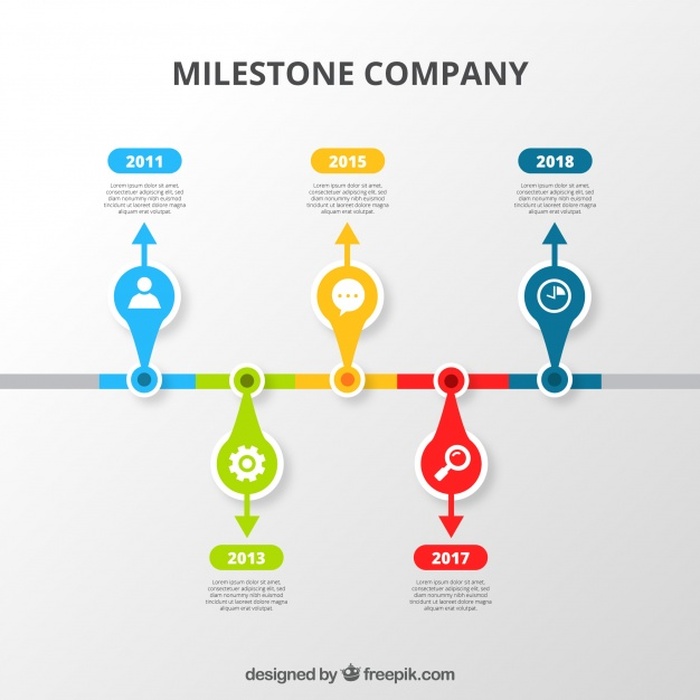 MILESTONE COMPANY
2011
Lorem ipsum dolor sit amet,
consectetuer adipiscing elit, sed
diam nonummy nibh euismod
tincidunt ut laoreet dolore magna
aliquam erat volutpat.
2015
Lorem ipsum dolor sit amet,
consectetuer adipiscing elit, sed
diam nonummy nibh euismod
tincidunt ut laoreet dolore magna
aliquam erat volutpat.
2018
Lorem ipsum dolor sit amet,
consectetuer adipiscing elit, sed
diam nonummy nibh euismod
tincidunt ut laoreet dolore magna
aliquam erat volutpat.
2013
Lorem ipsum dolor sit amet,
consectetuer adipiscing elit, sed
diam nonummy nibh euismod
tincidunt ut laoreet dolore magna
aliquam erat volutpat.
2017
Lorem ipsum dolor sit amet,
consectetuer adipiscing elit, sed
diam nonummy nibh euismod
tincidunt ut laoreet dolore magna
aliquam erat volutpat.
designed by freepik.com